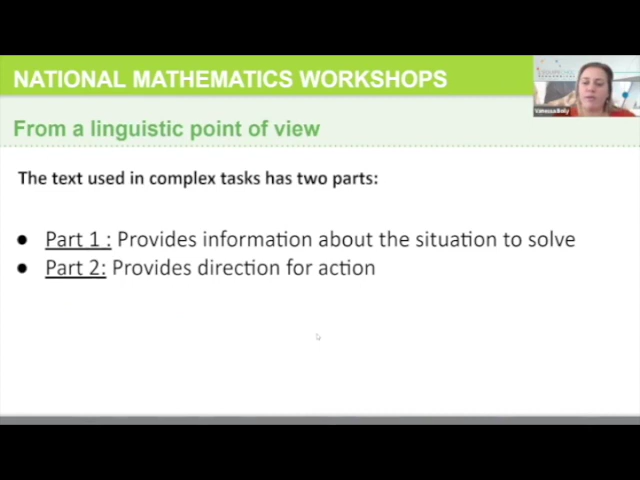 NATIONAL MATHEMATICS WORKSHOPS
From a linguistic point of view
The text used in complex tasks has two parts:
● Part 1 : Provides information about the situation to solve
● Part 2: Provides direction for action